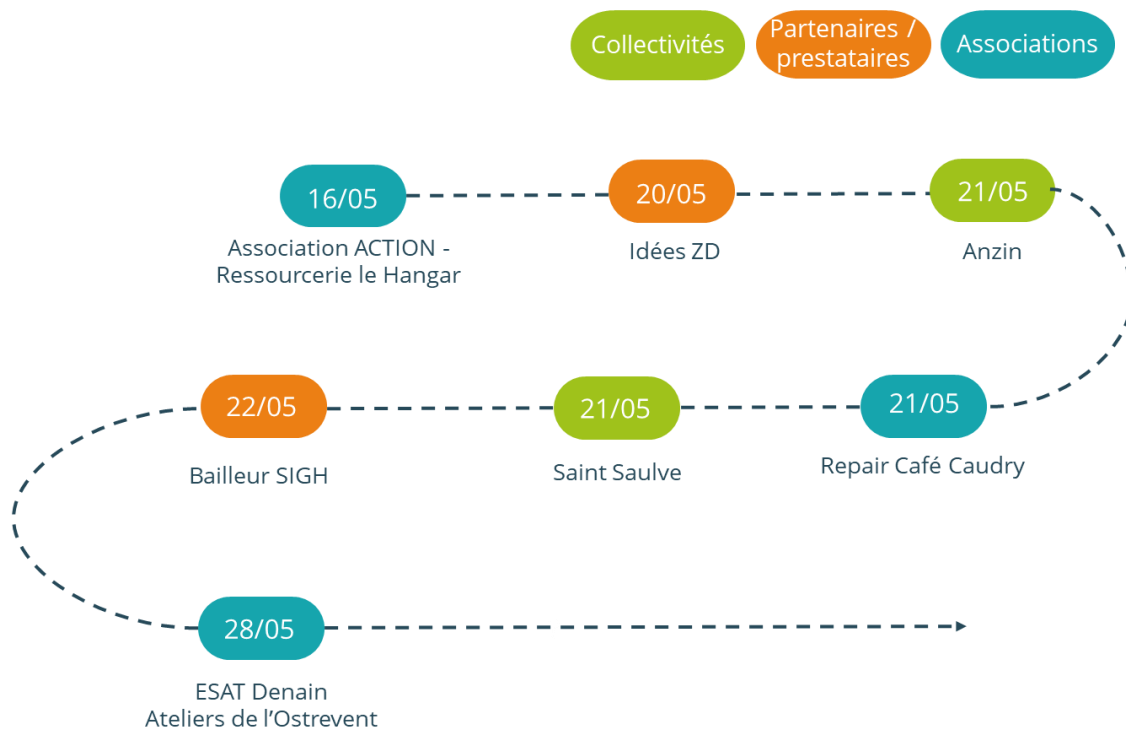 Collectivités
Partenaires /
prestataires
Associations
16/05
Association ACTION -
Ressourcerie le Hangar
20/05
Idées ZD
21/05
Anzin
21/05
Repair Café Caudry
21/05
Saint Saulve
22/05
Bailleur SIGH
28/05
ESAT Denain
Ateliers de l’Ostrevent